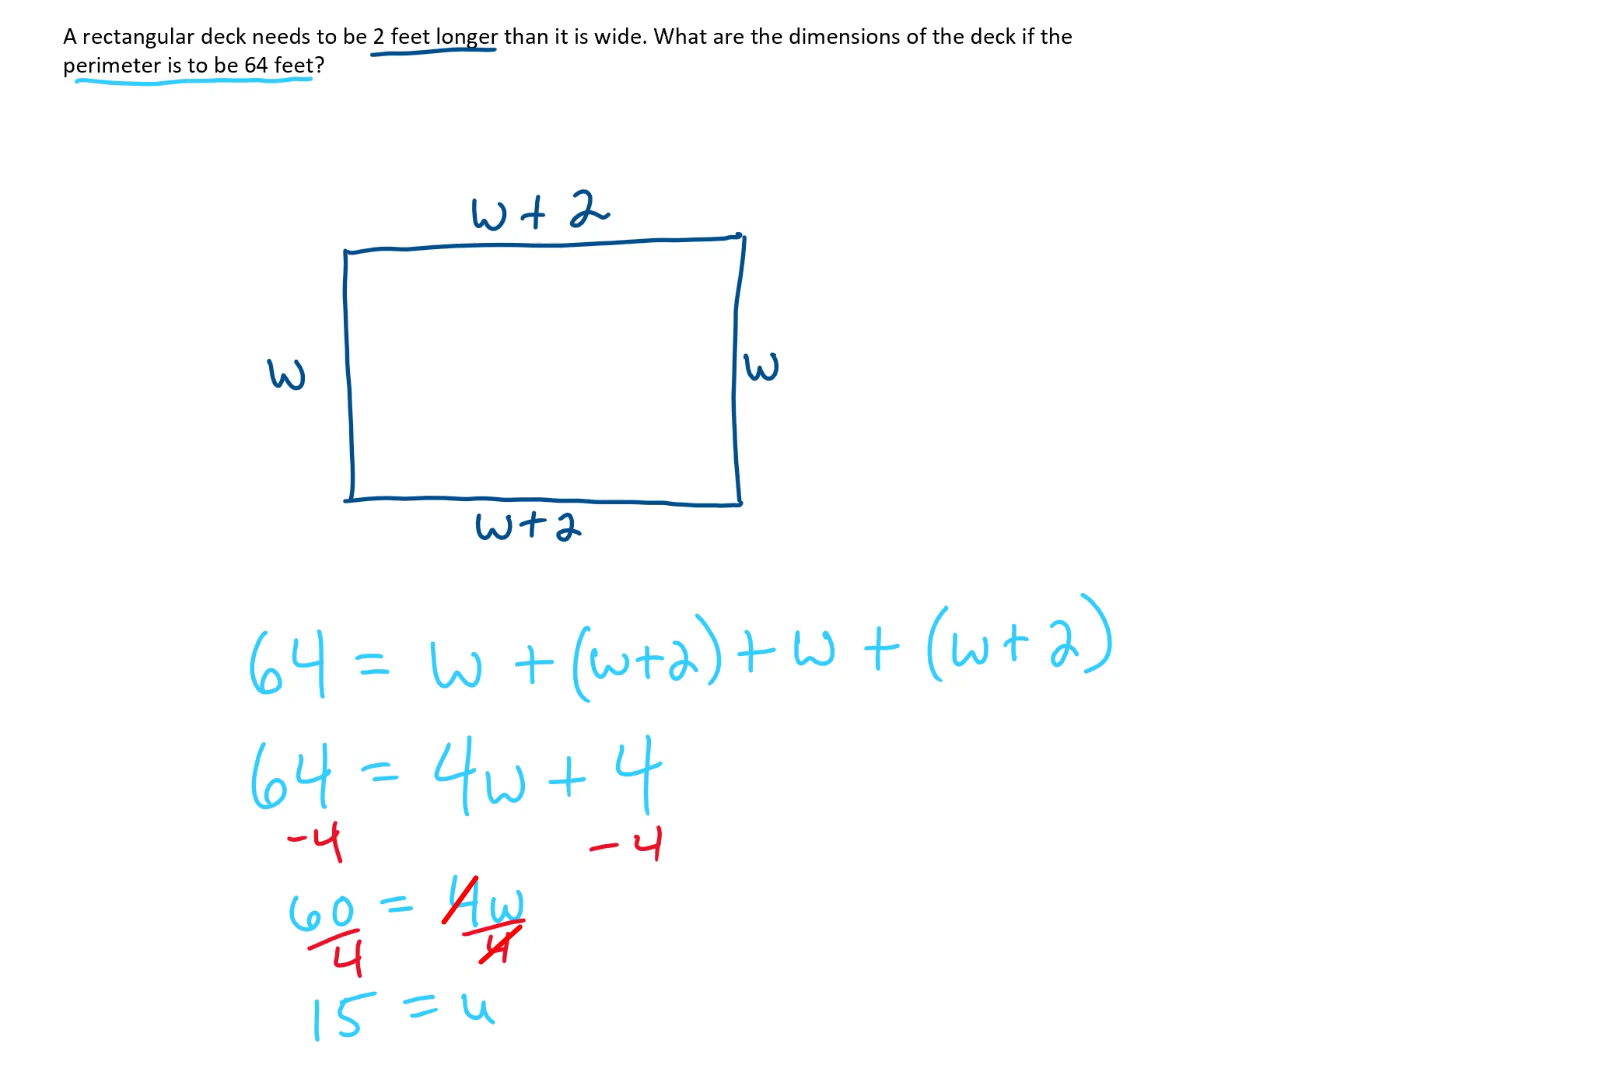 A rectangular deck needs to be 2 feet longer than it is wide. What are the dimensions of the deck if the
perimeter is to be 64 feet?
w + 2
w
w
w+2
64 = w + (w+2) + w + (w+2)
64 = 4w + 4
-4 -4
60 = 4w
4 4
15 =